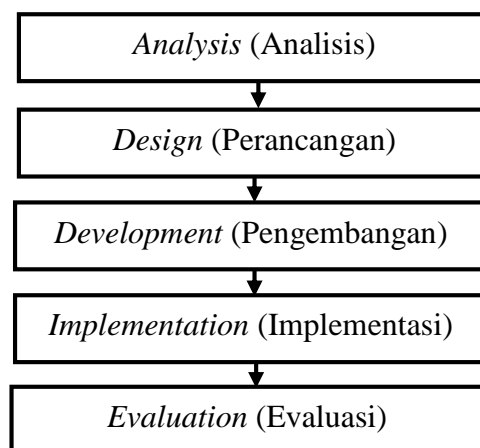 Analysis (Analisis)
Design (Perancangan)
Development (Pengembangan)
Implementation (Implementasi)
Evaluation (Evaluasi)